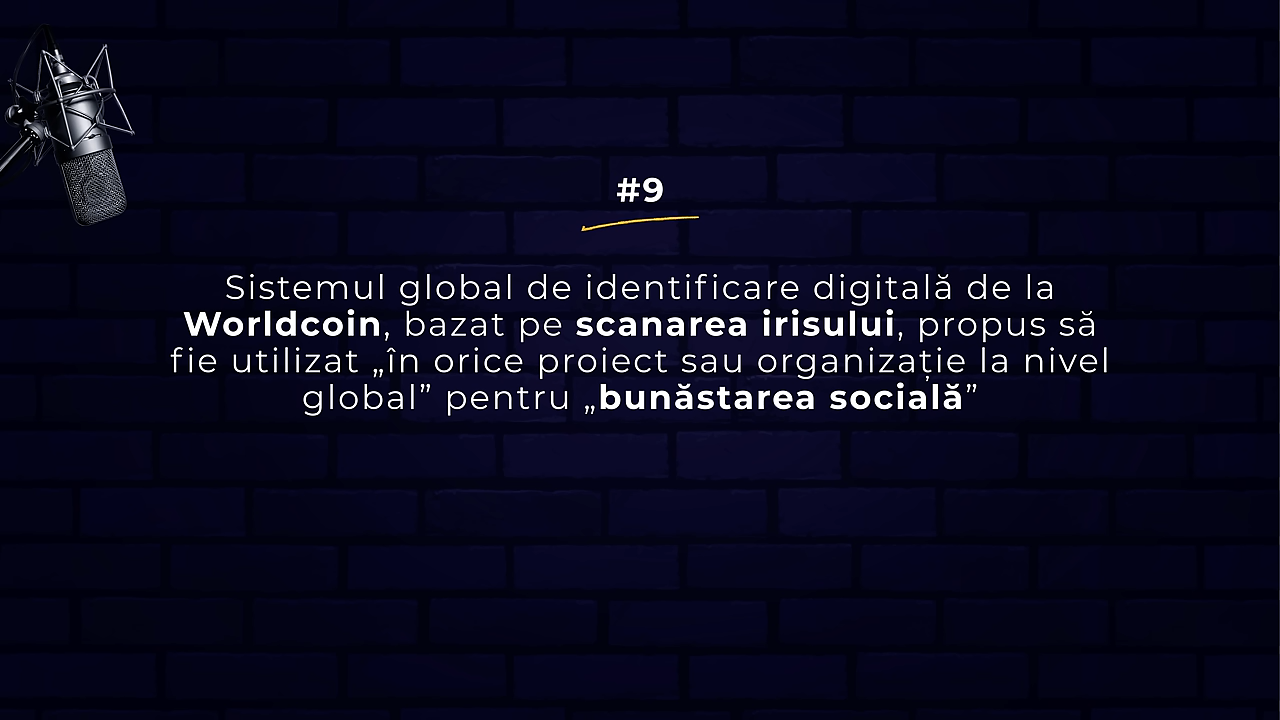 #9
Sistemul global de identificare digitală de la
Worldcoin, bazat pe scanarea irisului, propus să
fie utilizat „în orice proiect sau organizație la nivel
global” pentru „bunăstarea socială”